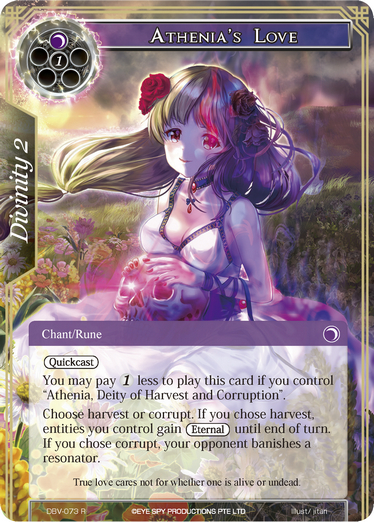 Athenia's Love
1
Divinity 2
Chant/Rune
Quickcast
You may pay 1 less to play this card if you control
"Athenia, Deity of Harvest and Corruption".
Choose harvest or corrupt. If you chose harvest,
entities you control gain Eternal until end of turn.
If you chose corrupt, your opponent banishes a
resonator.
True love cares not for whether one is alive or undead.
DBV-073 R
©EYE SPY PRODUCTIONS PTE LTD
Illust/ jitari